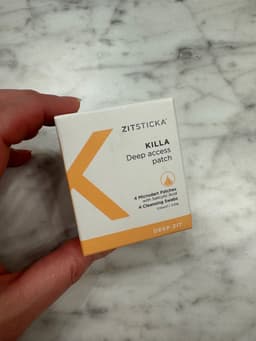 ZITSTICKA
KILLA
Deep access
patch
4 Microdart Patches
with Salicylic Acid
4 Cleansing Swabs
DEEP ZIT